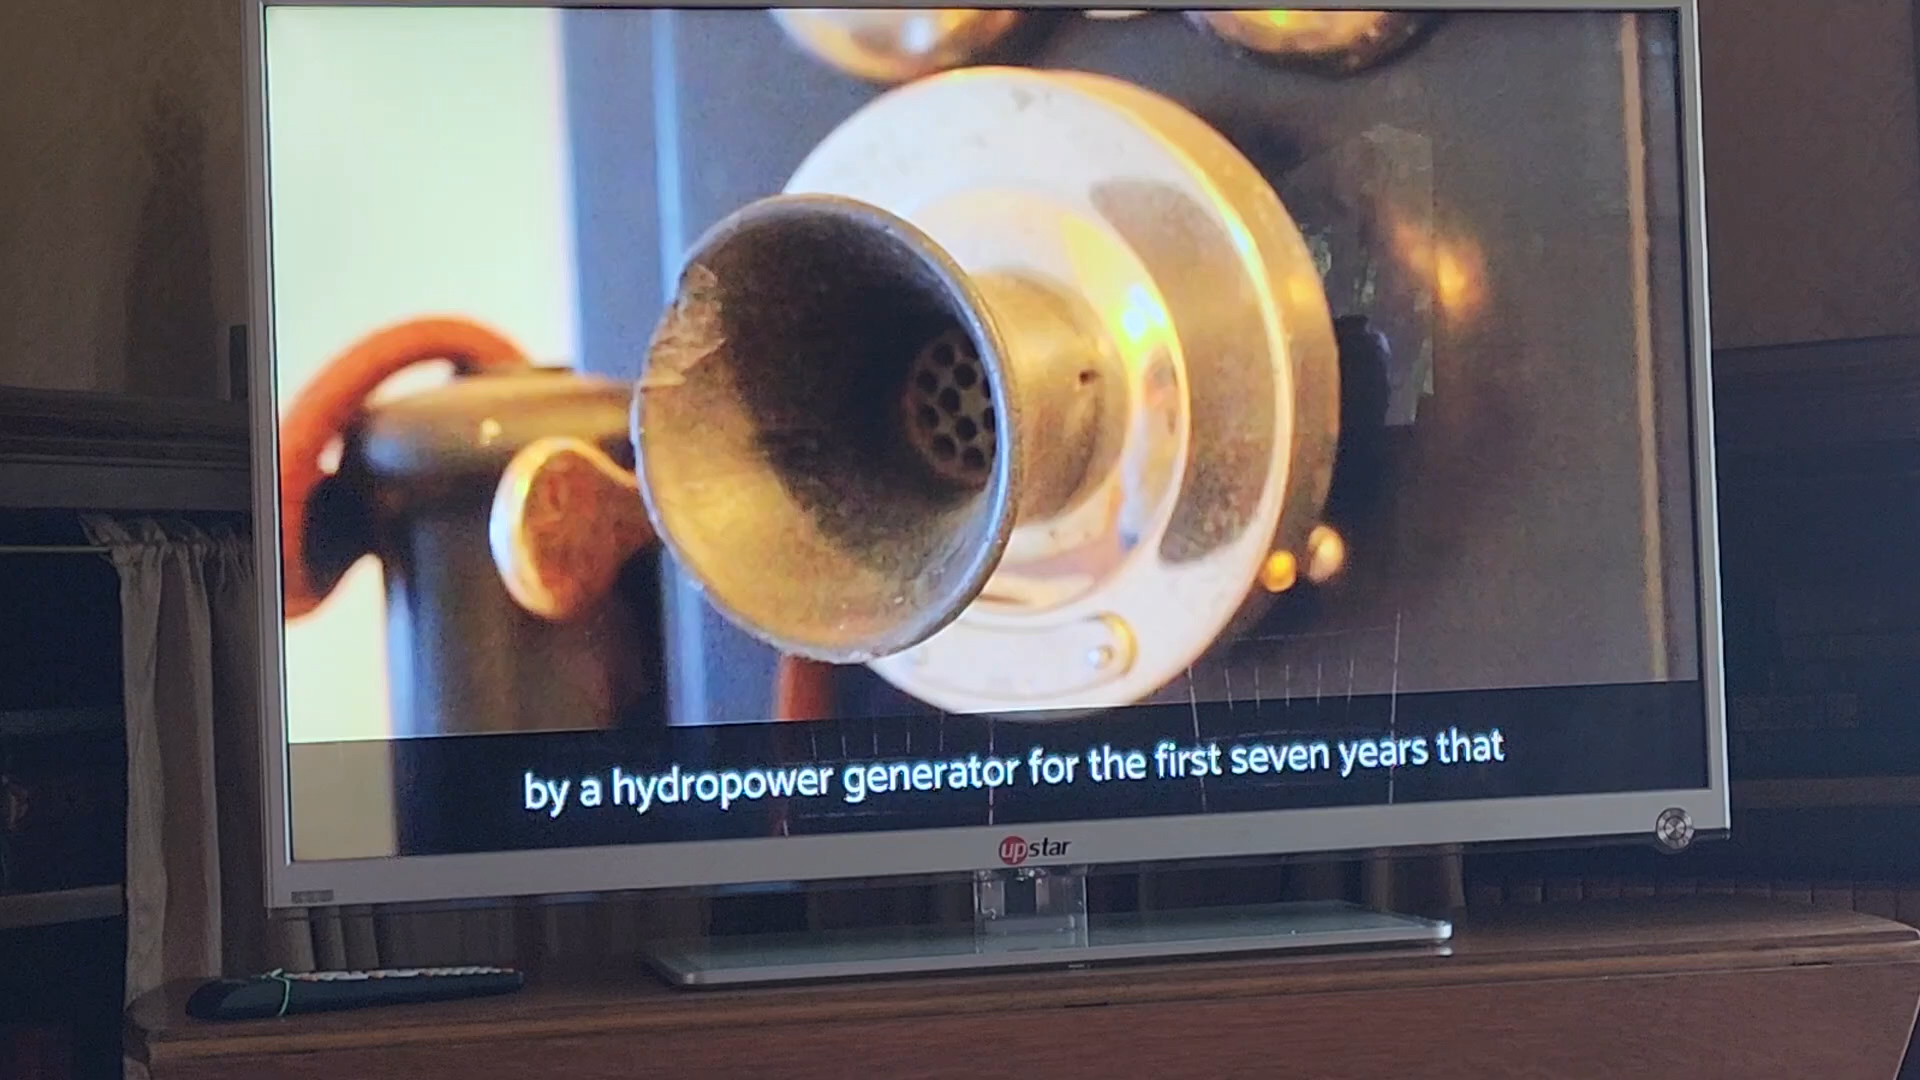 by a hydropower generator for the first seven years that
upstar